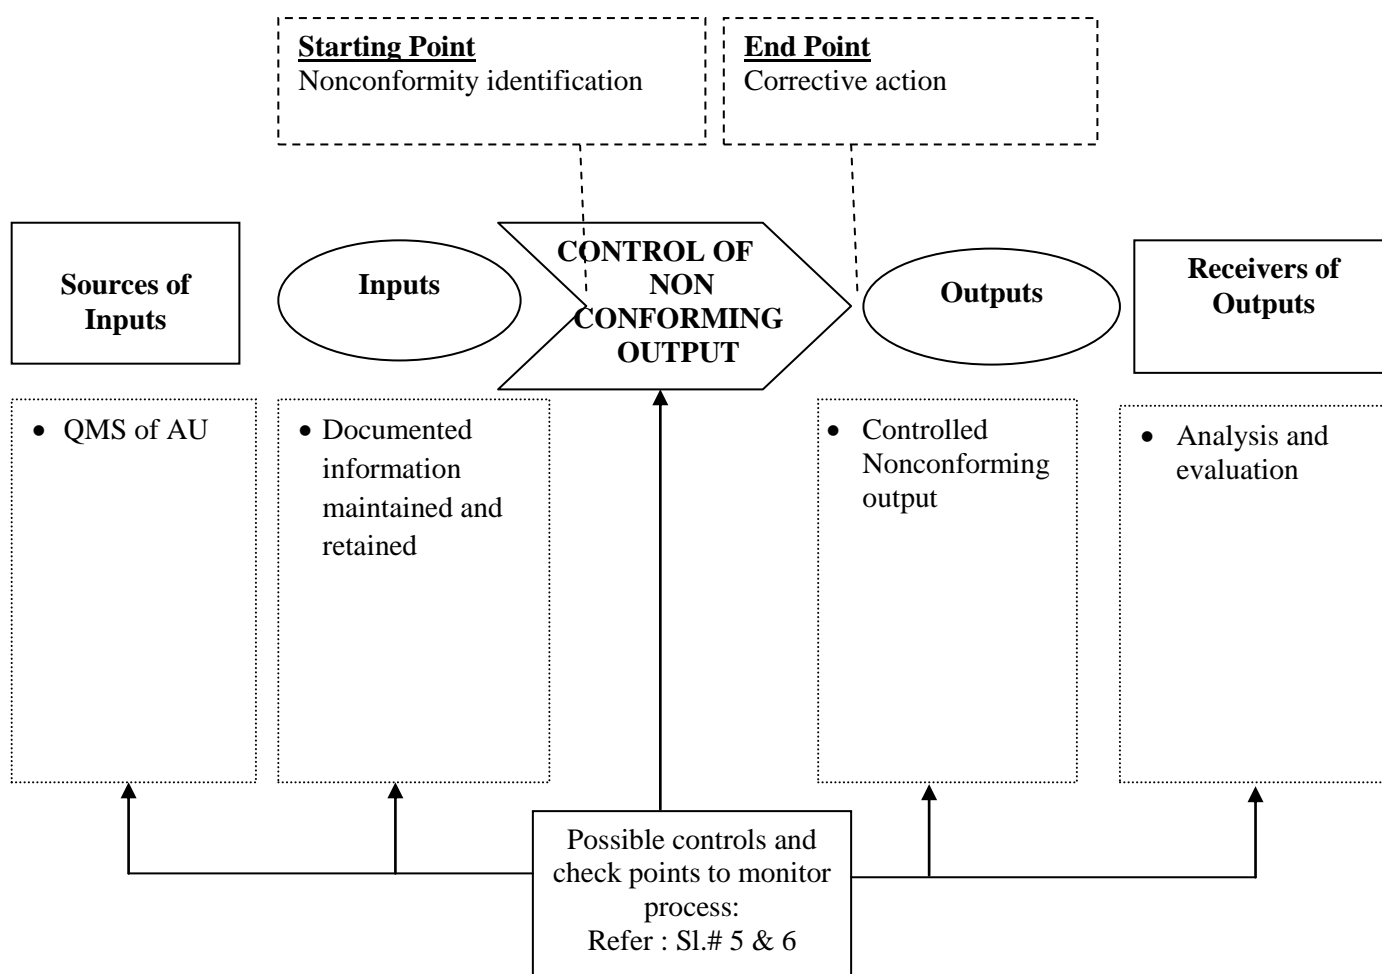 Starting Point
Nonconformity identification
End Point
Corrective action
Sources of
Inputs
Inputs
CONTROL OF
NON
CONFORMING
OUTPUT
Outputs
Receivers of
Outputs
• QMS of AU
• Documented
information
maintained and
retained
• Controlled
Nonconforming
output
• Analysis and
evaluation
Possible controls and
check points to monitor
process:
Refer : Sl.# 5 & 6